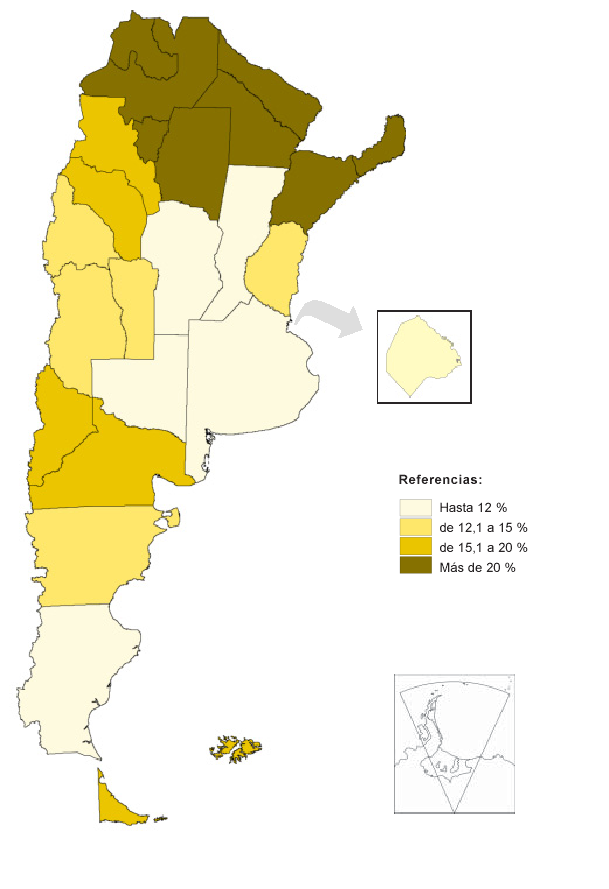 Referencias:
Hasta 12 %
de 12,1 a 15 %
de 15,1 a 20 %
Más de 20 %